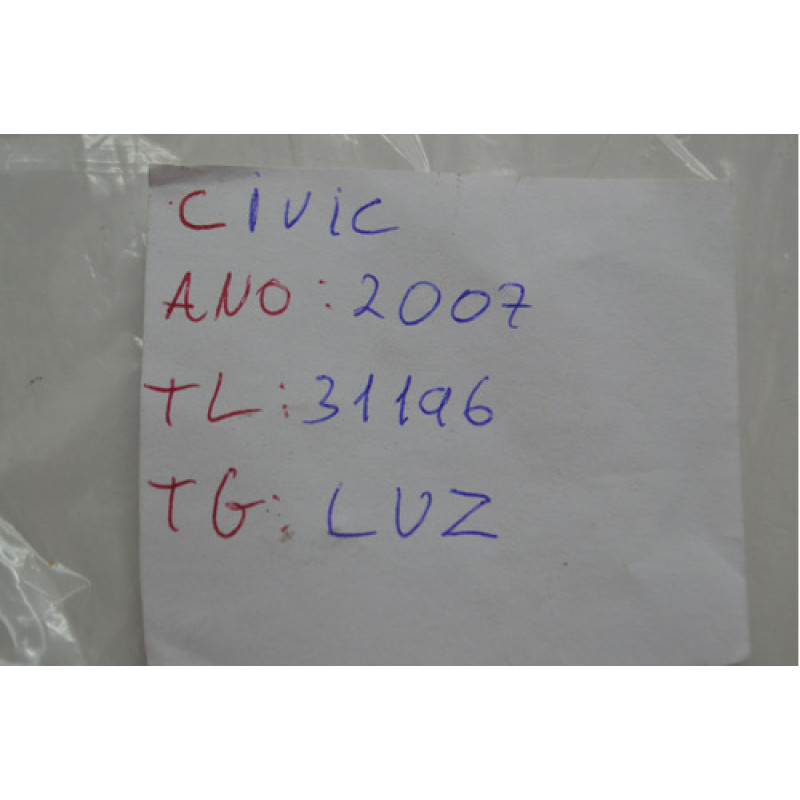 CIVIC
ANO: 2007
TL: 31196
TG: LUZ